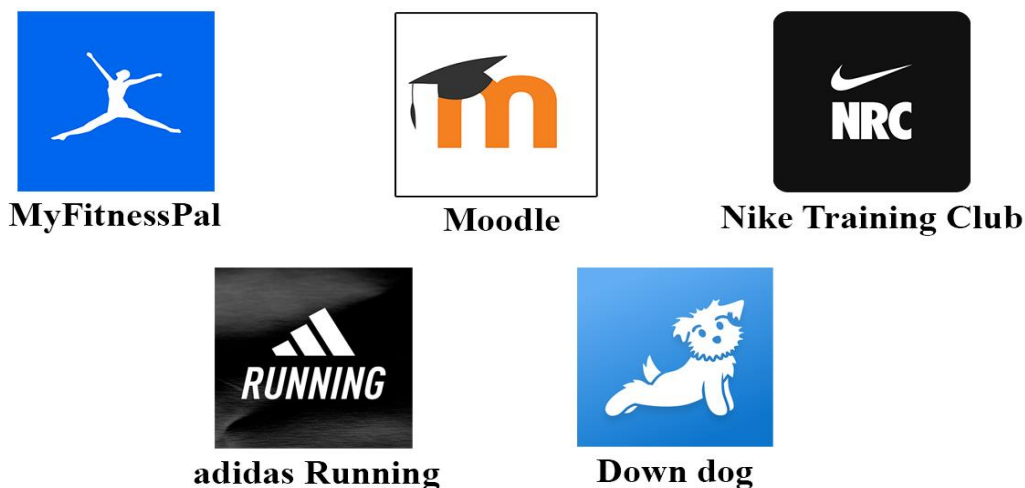 m
NRC
MyFitnessPal
Moodle
Nike Training Club
RUNNING
adidas Running
Down dog